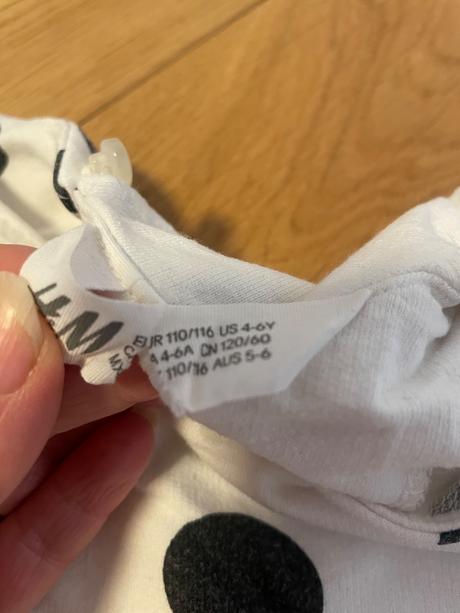 H&M
EUR 110/116 US 4-6Y
4-6A CN 120/60
110/116 AUS 5-6